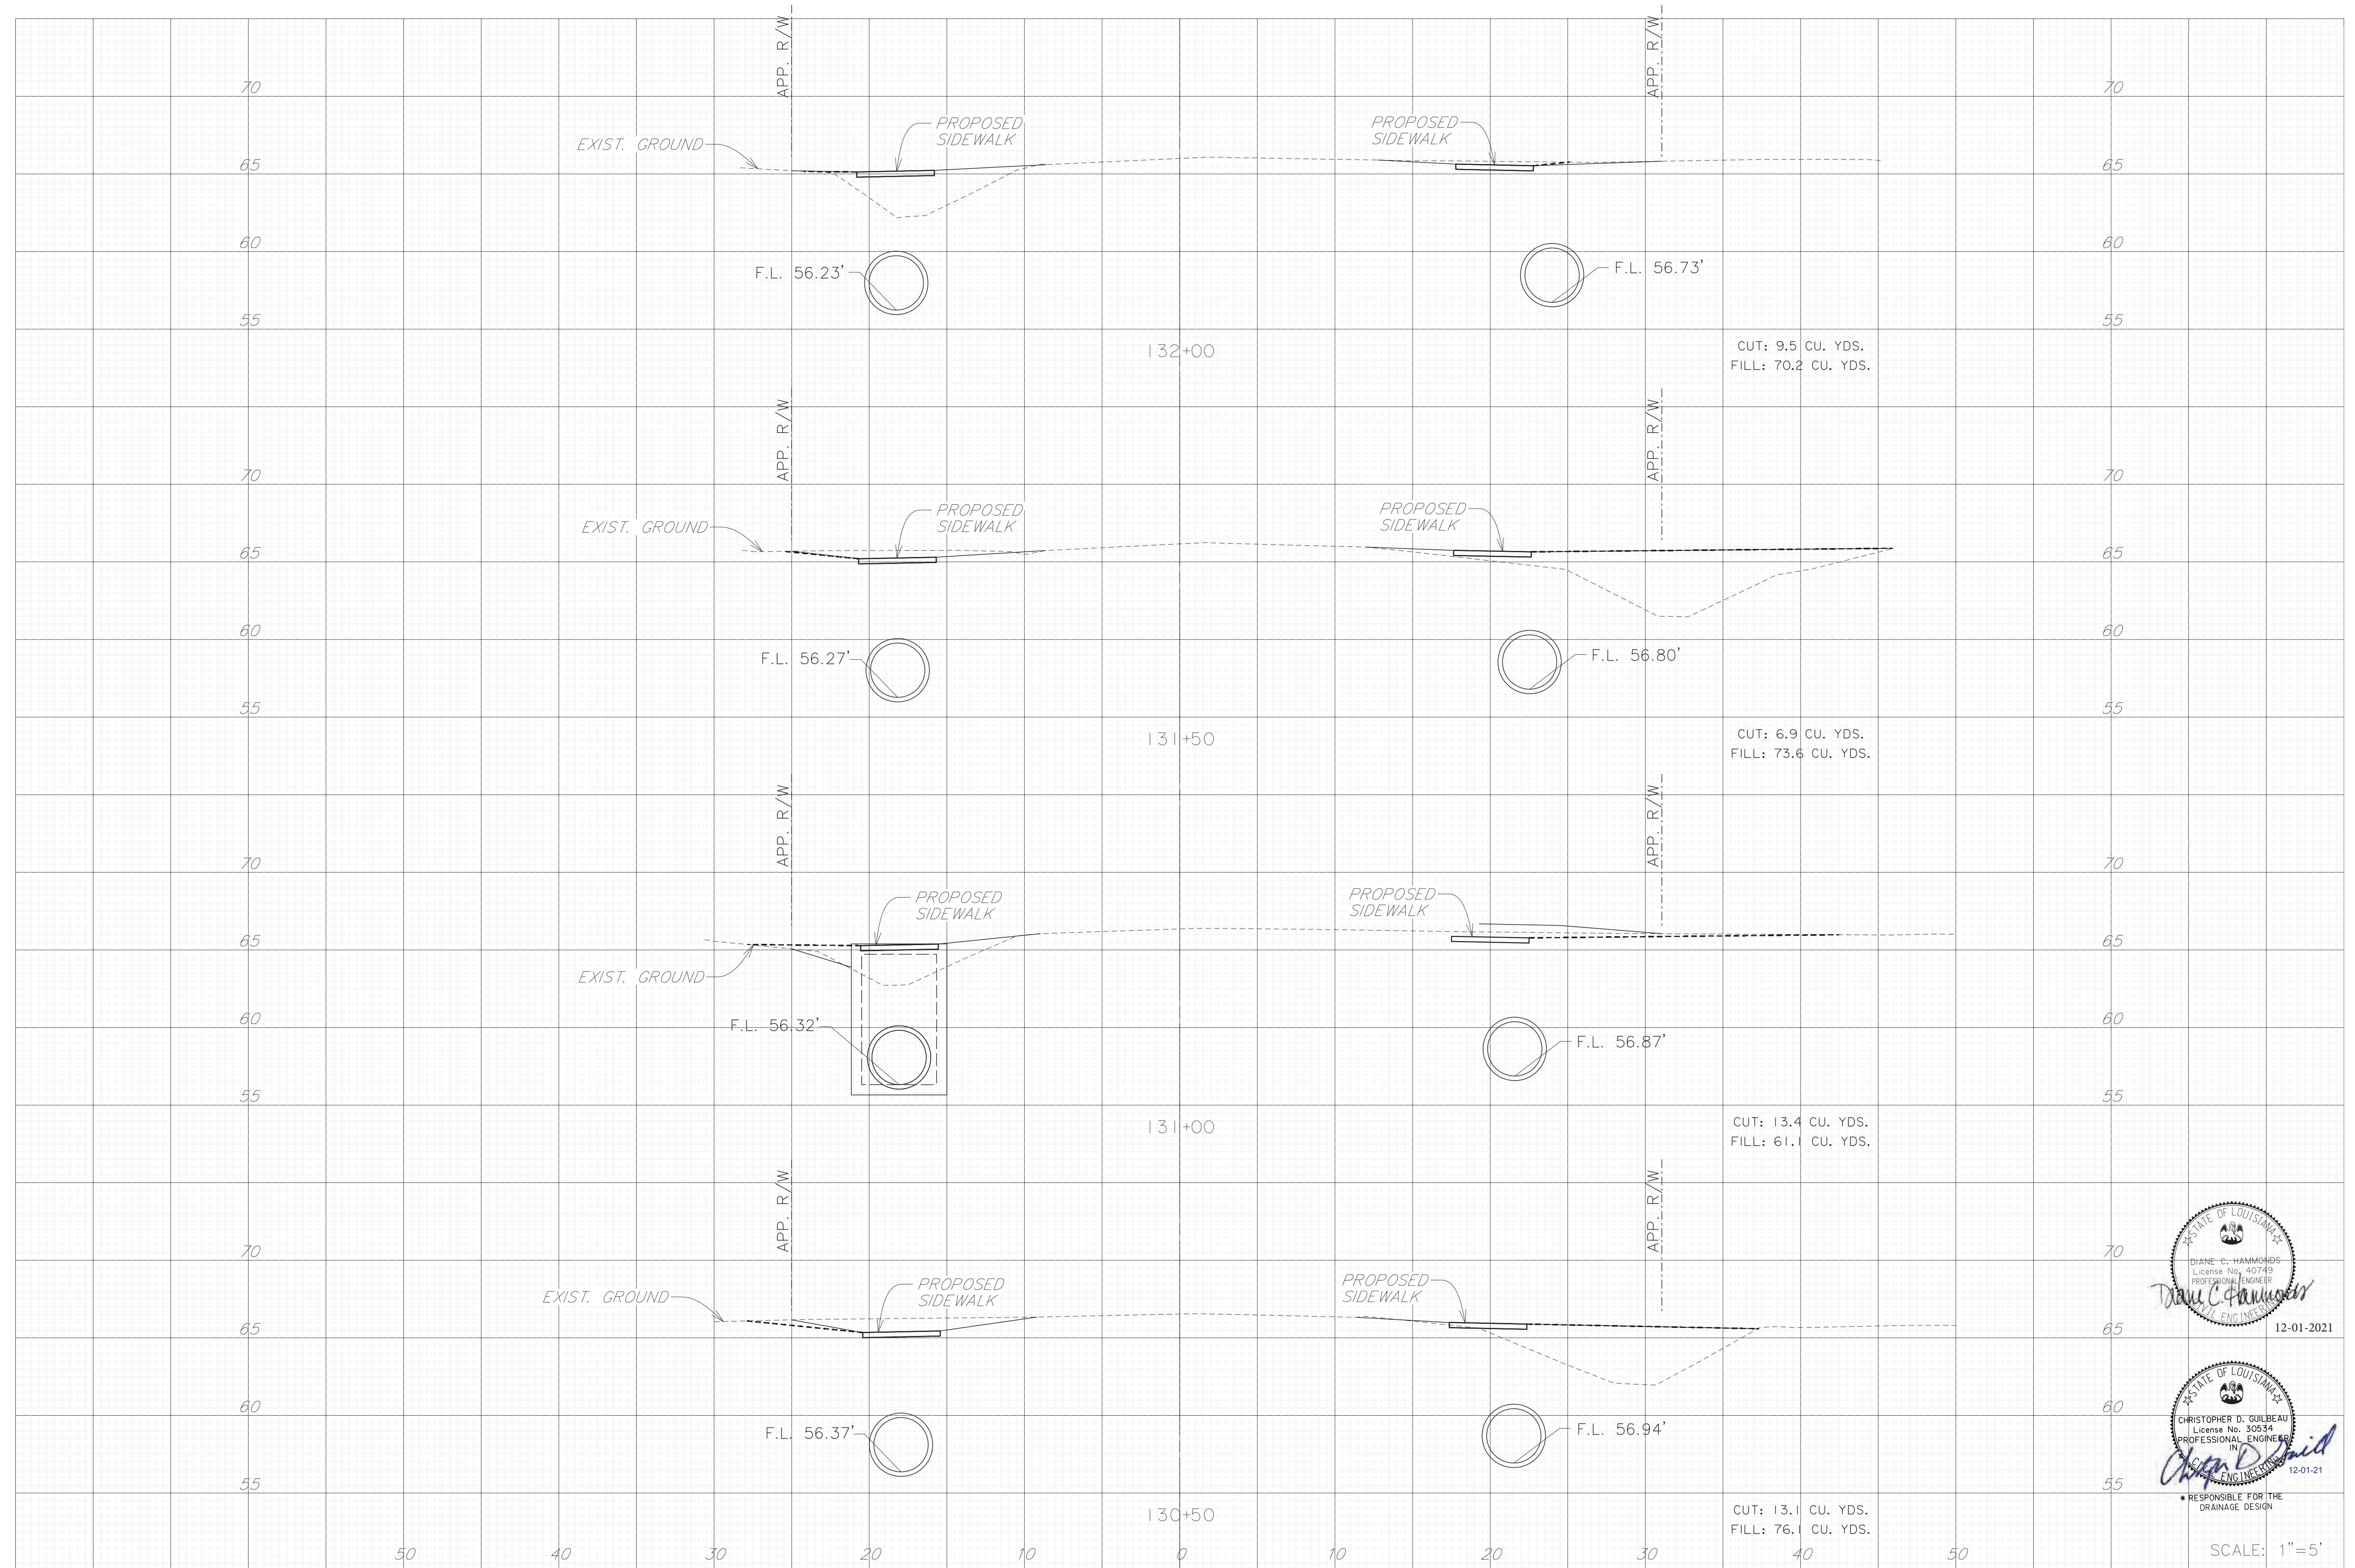 APP. R/W
APP. R/W
70
70
EXIST. GROUND
PROPOSED
SIDEWALK
PROPOSED
SIDEWALK
65
65
60
60
F.L. 56.23'
F.L. 56.73'
55
55
132+00
CUT: 9.5 CU. YDS.
FILL: 70.2 CU. YDS.
APP. R/W
APP. R/W
70
70
EXIST. GROUND
PROPOSED
SIDEWALK
PROPOSED
SIDEWALK
65
65
60
60
F.L. 56.27'
F.L. 56.80'
55
55
131+50
CUT: 6.9 CU. YDS.
FILL: 73.6 CU. YDS.
APP. R/W
APP. R/W
70
70
PROPOSED
SIDEWALK
PROPOSED
SIDEWALK
65
65
EXIST. GROUND
60
60
F.L. 56.32'
F.L. 56.87'
55
55
131+00
CUT: 13.4 CU. YDS.
FILL: 61.1 CU. YDS.
APP. R/W
APP. R/W
70
70
EXIST. GROUND
PROPOSED
SIDEWALK
PROPOSED
SIDEWALK
65
65
60
60
F.L. 56.37'
F.L. 56.94'
55
55
130+50
CUT: 13.1 CU. YDS.
FILL: 76.1 CU. YDS.
50
40
30
20
10
0
10
20
30
40
50
STATE OF LOUISIANA
DIANE C. HAMMONDS
License No. 40749
PROFESSIONAL ENGINEER
CIVIL ENGINEERING
Diane C. Hammonds
12-01-2021
STATE OF LOUISIANA
CHRISTOPHER D. GUILBEAU
License No. 30534
PROFESSIONAL ENGINEER
IN
CIVIL ENGINEERING
12-01-21
* RESPONSIBLE FOR THE
DRAINAGE DESIGN
SCALE: 1"=5'